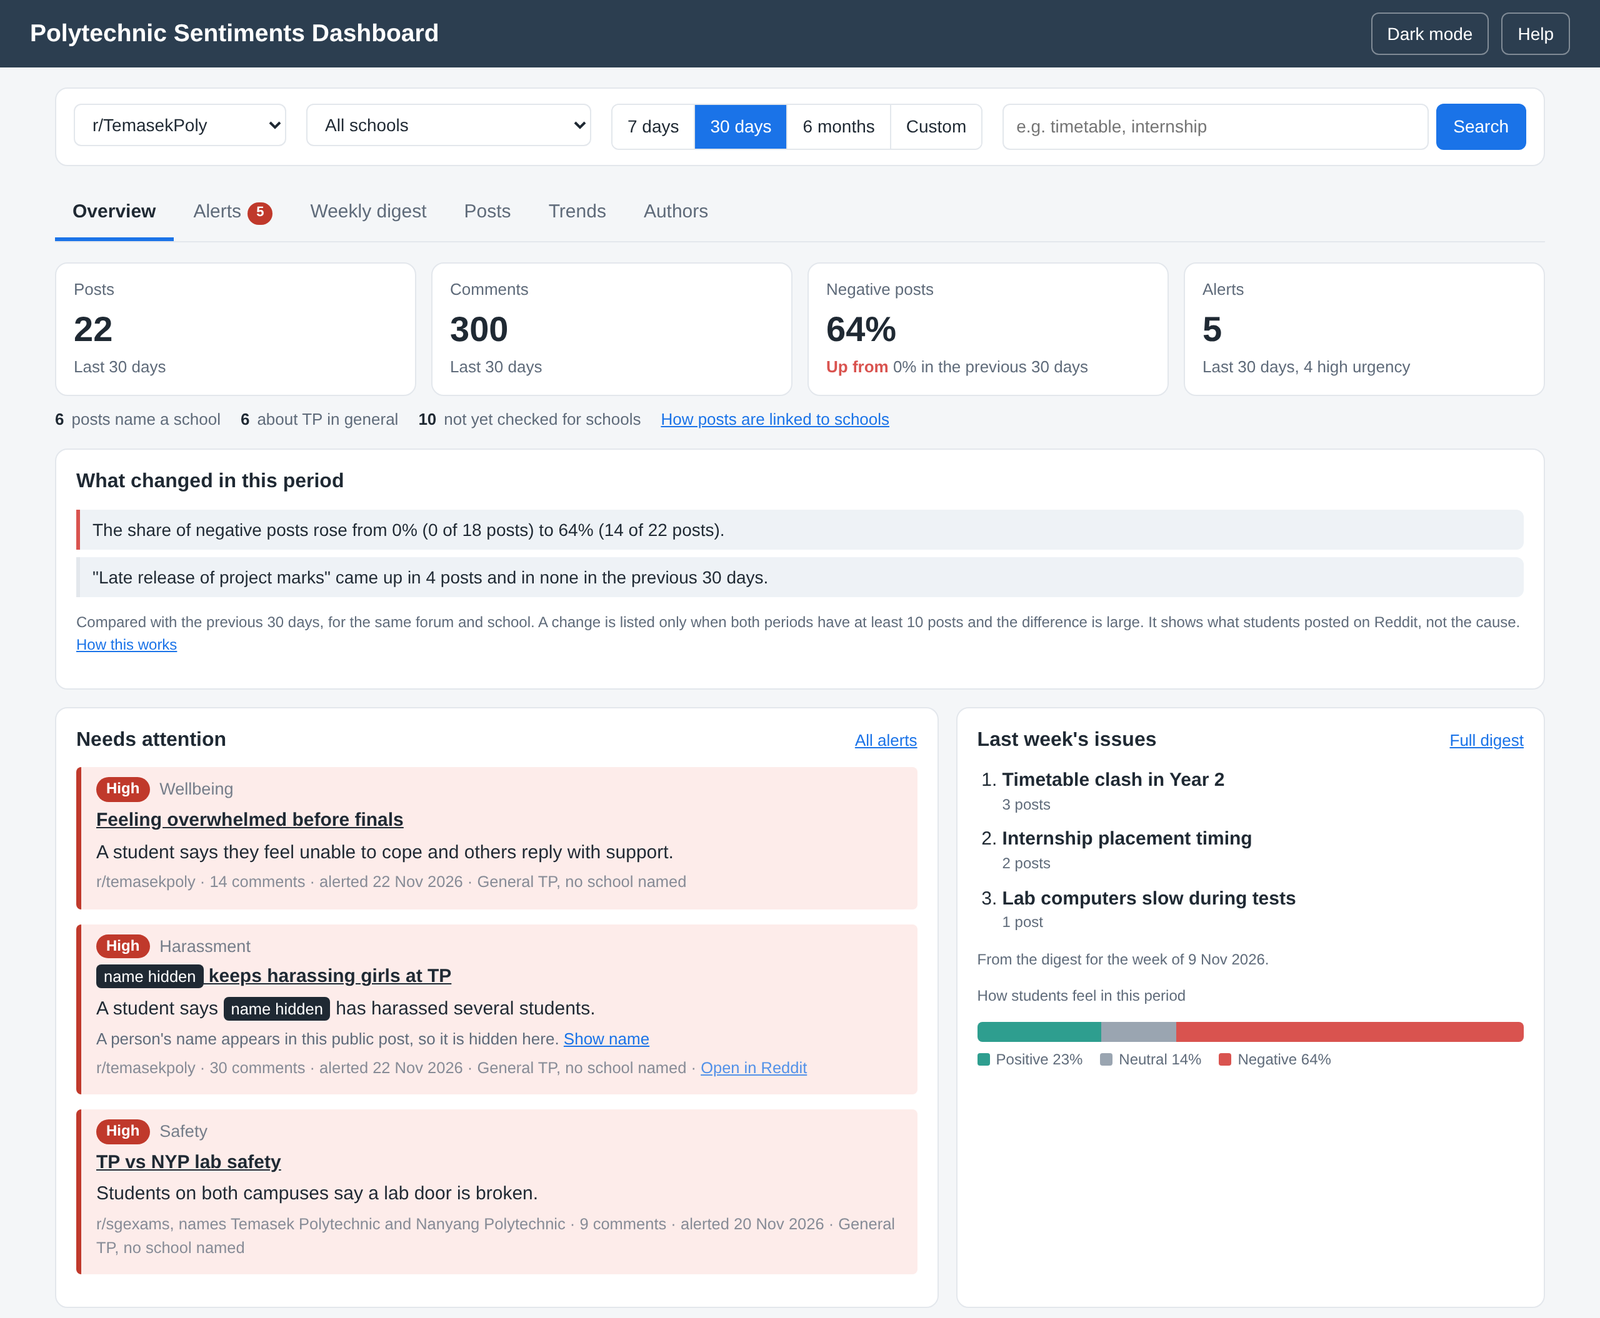 Polytechnic Sentiments Dashboard
Dark mode
Help
r/TemasekPoly
All schools
7 days
30 days
6 months
Custom
e.g. timetable, internship
Search
Overview
Alerts 5
Weekly digest
Posts
Trends
Authors
Posts
22
Last 30 days
Comments
300
Last 30 days
Negative posts
64%
Up from 0% in the previous 30 days
Alerts
5
Last 30 days, 4 high urgency
6 posts name a school
6 about TP in general
10 not yet checked for schools
How posts are linked to schools
What changed in this period
The share of negative posts rose from 0% (0 of 18 posts) to 64% (14 of 22 posts).
"Late release of project marks" came up in 4 posts and in none in the previous 30 days.
Compared with the previous 30 days, for the same forum and school. A change is listed only when both periods have at least 10 posts and the difference is large. It shows what students posted on Reddit, not the cause.
How this works
Needs attention
All alerts
High Wellbeing
Feeling overwhelmed before finals
A student says they feel unable to cope and others reply with support.
r/temasekpoly · 14 comments · alerted 22 Nov 2026 · General TP, no school named
High Harassment
name hidden keeps harassing girls at TP
A student says name hidden has harassed several students.
A person's name appears in this public post, so it is hidden here. Show name
r/temasekpoly · 30 comments · alerted 22 Nov 2026 · General TP, no school named · Open in Reddit
High Safety
TP vs NYP lab safety
Students on both campuses say a lab door is broken.
r/sgexams, names Temasek Polytechnic and Nanyang Polytechnic · 9 comments · alerted 20 Nov 2026 · General
TP, no school named
Last week's issues
Full digest
1. Timetable clash in Year 2
3 posts
2. Internship placement timing
2 posts
3. Lab computers slow during tests
1 post
From the digest for the week of 9 Nov 2026.
How students feel in this period
Positive 23%
Neutral 14%
Negative 64%